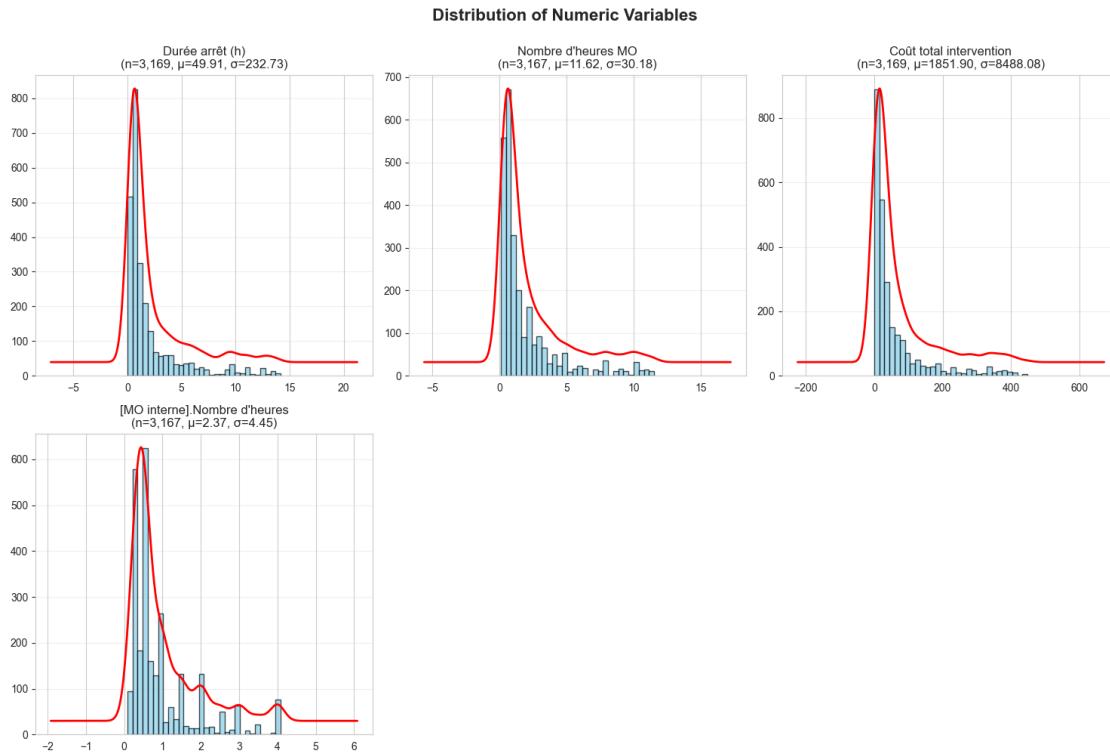 Distribution of Numeric Variables
Durée arrêt (h)
(n=3,169, μ=49.91, σ=232.73)
Nombre d'heures MO
(n=3,167, μ=11.62, σ=30.18)
Coût total intervention
(n=3,169, μ=1851.90, σ=8488.08)
800
700
600
500
400
300
200
100
0
-5 0 5 10 15 20
700
600
500
400
300
200
100
0
-5 0 5 10 15
800
600
400
200
0
-200 0 200 400 600
[MO interne].Nombre d'heures
(n=3,167, μ=2.37, σ=4.45)
600
500
400
300
200
100
0
-2 -1 0 1 2 3 4 5 6